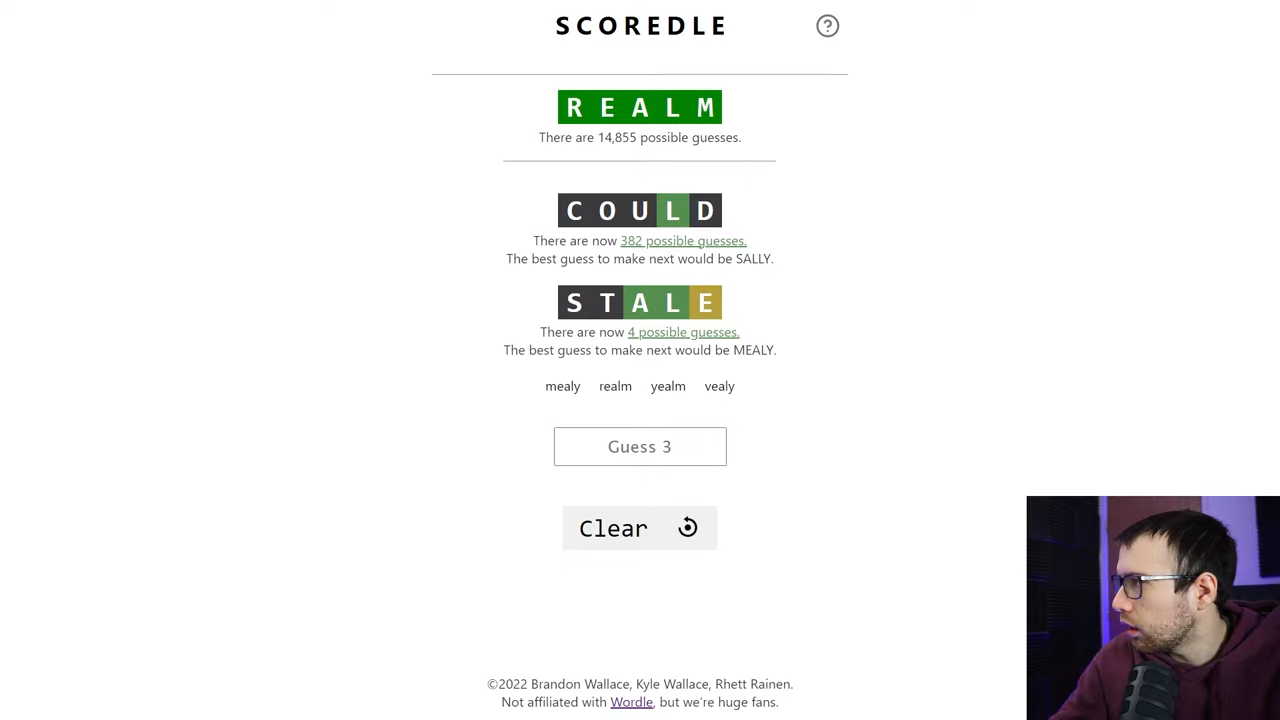 SCOREDLE
REALM
There are 14,855 possible guesses.
COULD
There are now 382 possible guesses.
The best guess to make next would be SALLY.
STALE
There are now 4 possible guesses.
The best guess to make next would be MEALY.
mealy realm yealm vealy
Guess 3
Clear
©2022 Brandon Wallace, Kyle Wallace, Rhett Rainen.
Not affiliated with Wordle, but we're huge fans.